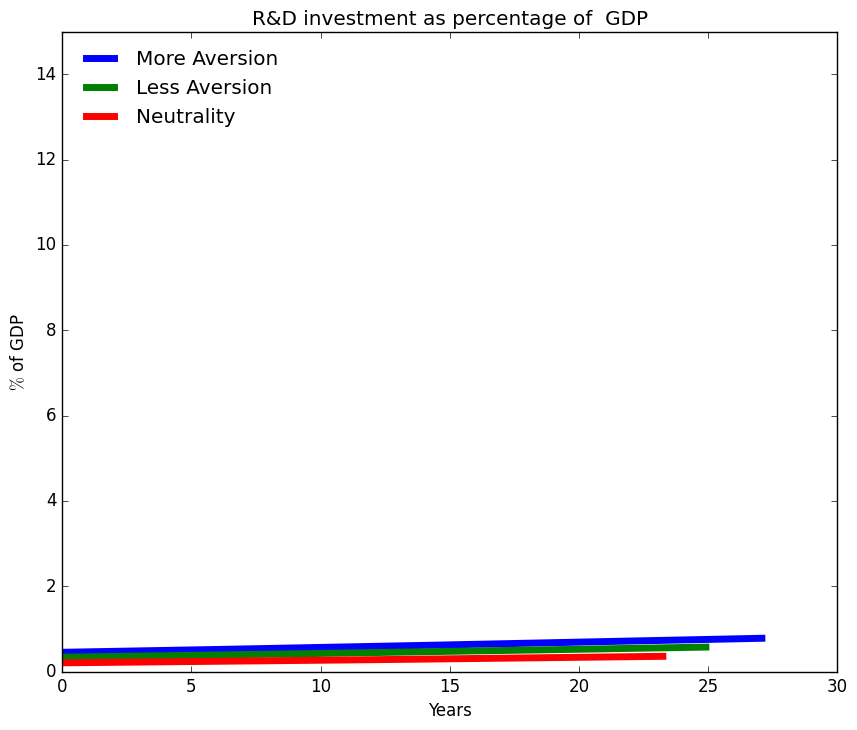 R&D investment as percentage of  GDP
More Aversion
Less Aversion
Neutrality
% of GDP
14
12
10
8
6
4
2
0
0 5 10 15 20 25 30
Years